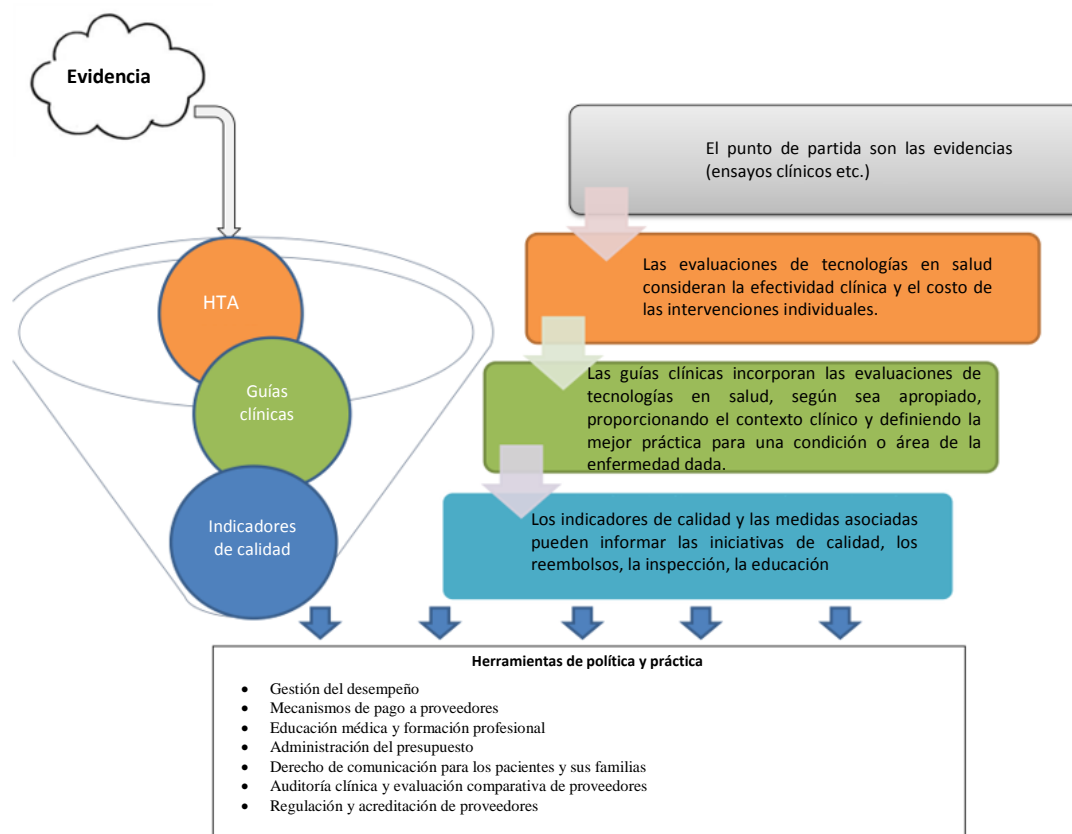 Evidencia
El punto de partida son las evidencias
(ensayos clínicos etc.)
HTA
Las evaluaciones de tecnologías en salud
consideran la efectividad clínica y el costo de
las intervenciones individuales.
Guías
clínicas
Las guías clínicas incorporan las evaluaciones de
tecnologías en salud, según sea apropiado,
proporcionando el contexto clínico y definiendo la
mejor práctica para una condición o área de la
enfermedad dada.
Indicadores
de calidad
Los indicadores de calidad y las medidas asociadas
pueden informar las iniciativas de calidad, los
reembolsos, la inspección, la educación
Herramientas de política y práctica
• Gestión del desempeño
• Mecanismos de pago a proveedores
• Educación médica y formación profesional
• Administración del presupuesto
• Derecho de comunicación para los pacientes y sus familias
• Auditoría clínica y evaluación comparativa de proveedores
• Regulación y acreditación de proveedores